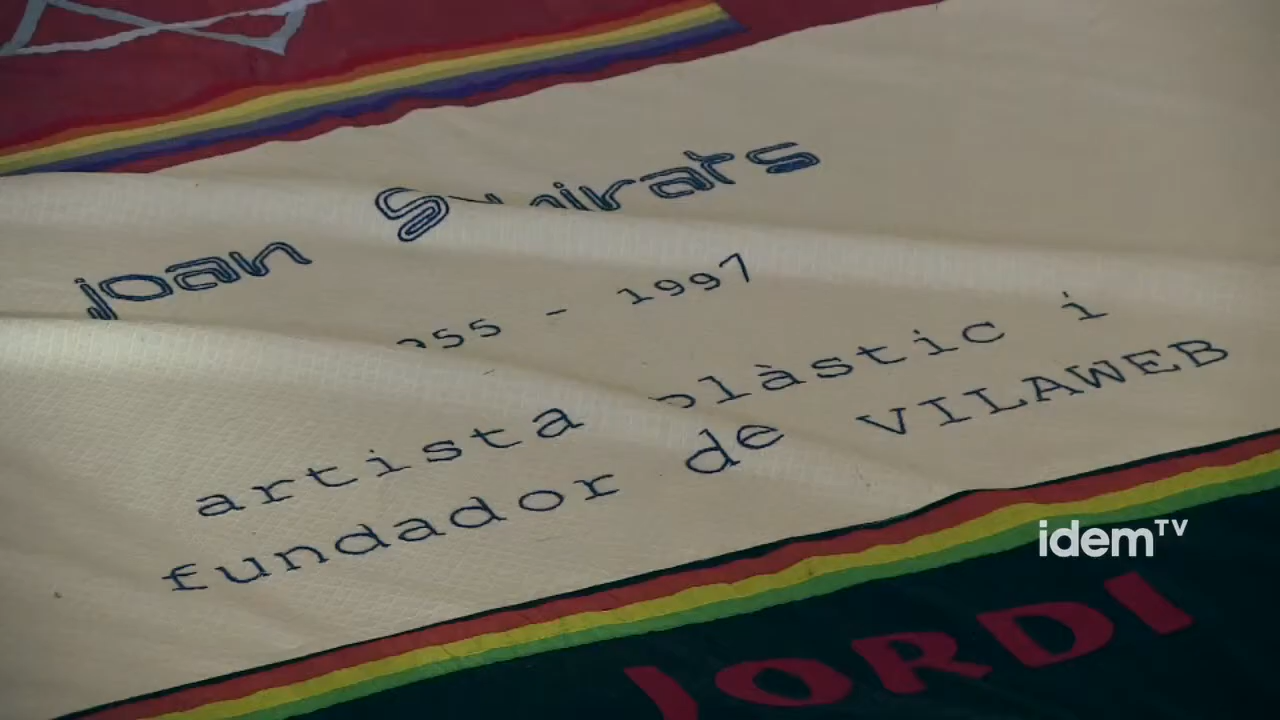 joan
- 1997
artista plàstic i
fundador de VILAWEB
idemTV
JORDI